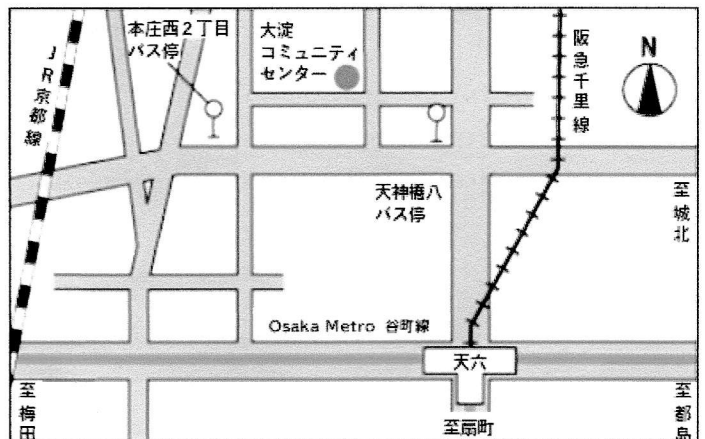 本庄西2丁目
バス停
大淀
コミュニティ
センター
阪急千里線
N
JR京都線
天神橋八
バス停
至城北
Osaka Metro 谷町線
天六
至梅田
至扇町
至都島